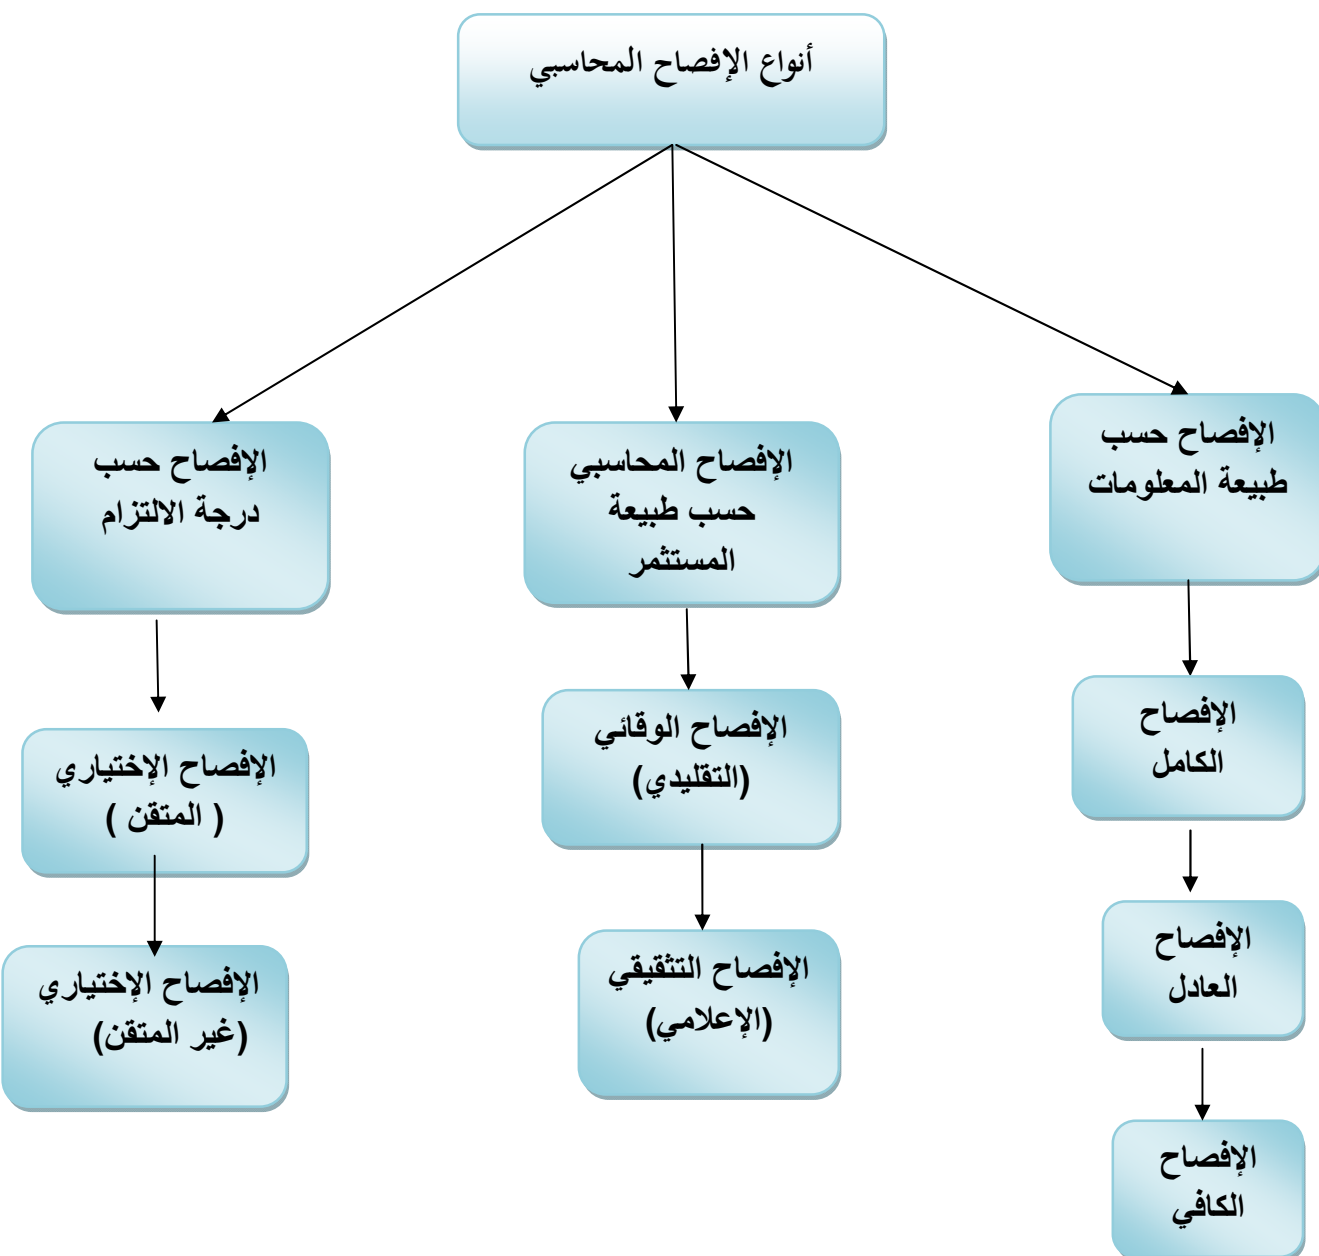 أنواع الإفصاح المحاسبي
الإفصاح حسب
طبيعة المعلومات
الإفصاح المحاسبي
حسب طبيعة
المستثمر
الإفصاح حسب
درجة الالتزام
الإفصاح
الكامل
الإفصاح
العادل
الإفصاح
الكافي
الإفصاح الوقائي
(التقليدي)
الإفصاح التثقيقي
(الإعلامي)
الإفصاح الإختياري
( المتقن )
الإفصاح الإختياري
(غير المتقن)